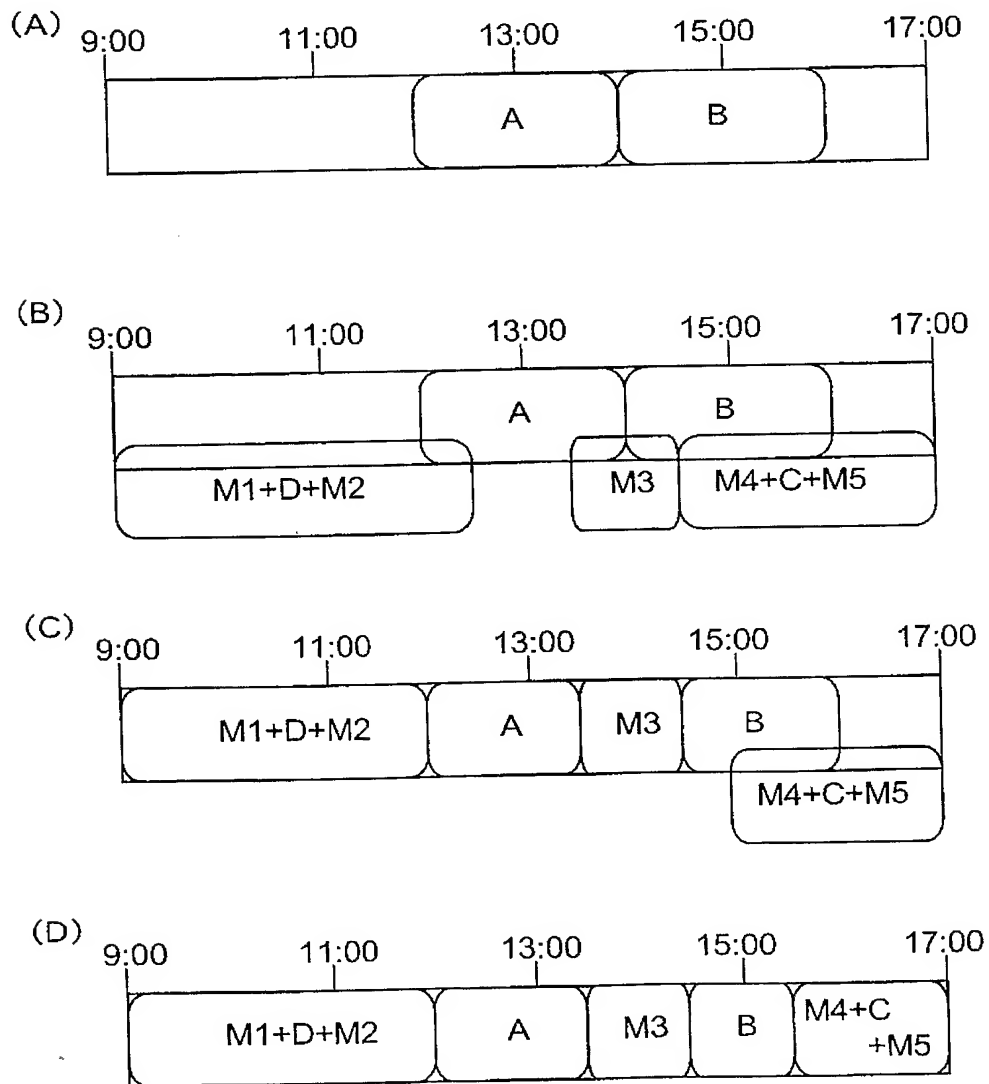 (A)
9:00 11:00 13:00 15:00 17:00
A B
(B)
9:00 11:00 13:00 15:00 17:00
A B
M1+D+M2 M3 M4+C+M5
(C)
9:00 11:00 13:00 15:00 17:00
M1+D+M2 A M3 B
M4+C+M5
(D)
9:00 11:00 13:00 15:00 17:00
M1+D+M2 A M3 B M4+C
+M5